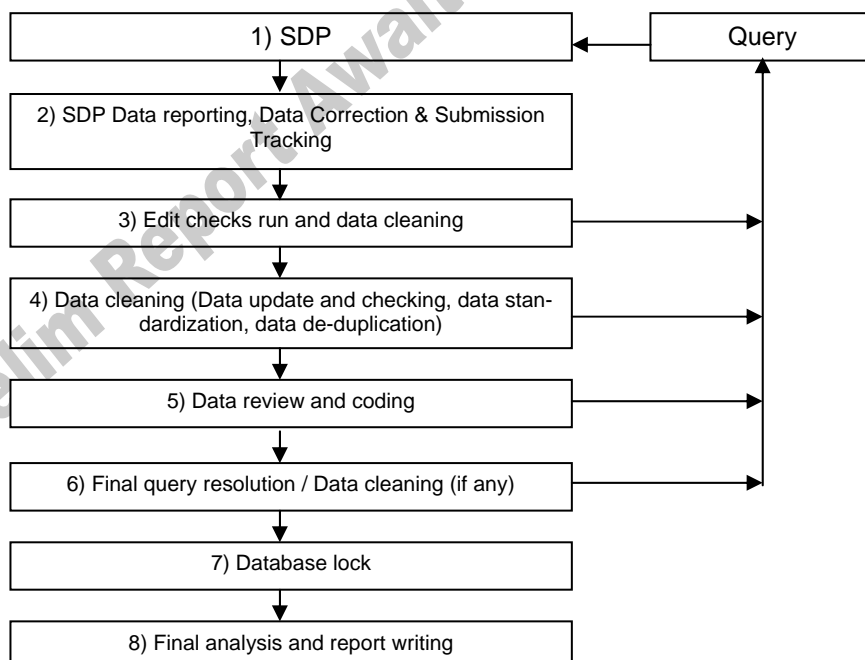 1) SDP
Query
2) SDP Data reporting, Data Correction & Submission
Tracking
3) Edit checks run and data cleaning
4) Data cleaning (Data update and checking, data stan-
dardization, data de-duplication)
5) Data review and coding
6) Final query resolution / Data cleaning (if any)
7) Database lock
8) Final analysis and report writing
Report